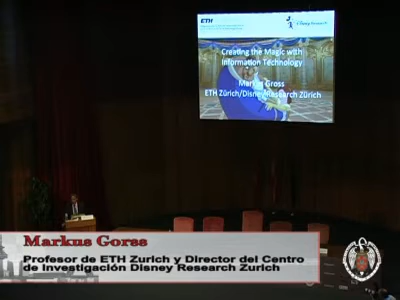 ETH
Disney Research
Creating the Magic with
Information Technology
Markus Gross
ETH Zürich/Disney Research Zürich
Markus Gorss
Profesor de ETH Zurich y Director del Centro
de Investigación Disney Research Zurich